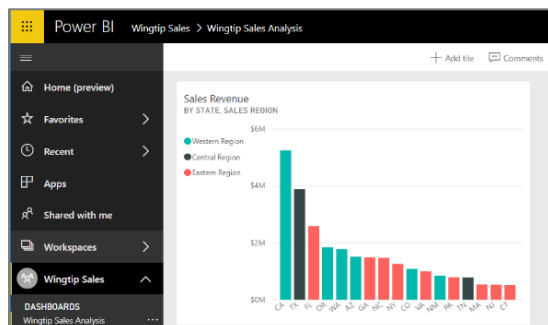 Power BI
Wingtip Sales > Wingtip Sales Analysis
Add tile
Comments
Home (preview)
Favorites
Recent
Apps
Shared with me
Workspaces
Wingtip Sales
DASHBOARDS
Wingtip Sales Analysis ...
Sales Revenue
BY STATE, SALES REGION
Western Region
Central Region
Eastern Region
$6M
$4M
$2M
$0M
CA TX FL OR WA AZ GA NC NY CO VA NM PA TN MA NJ CT